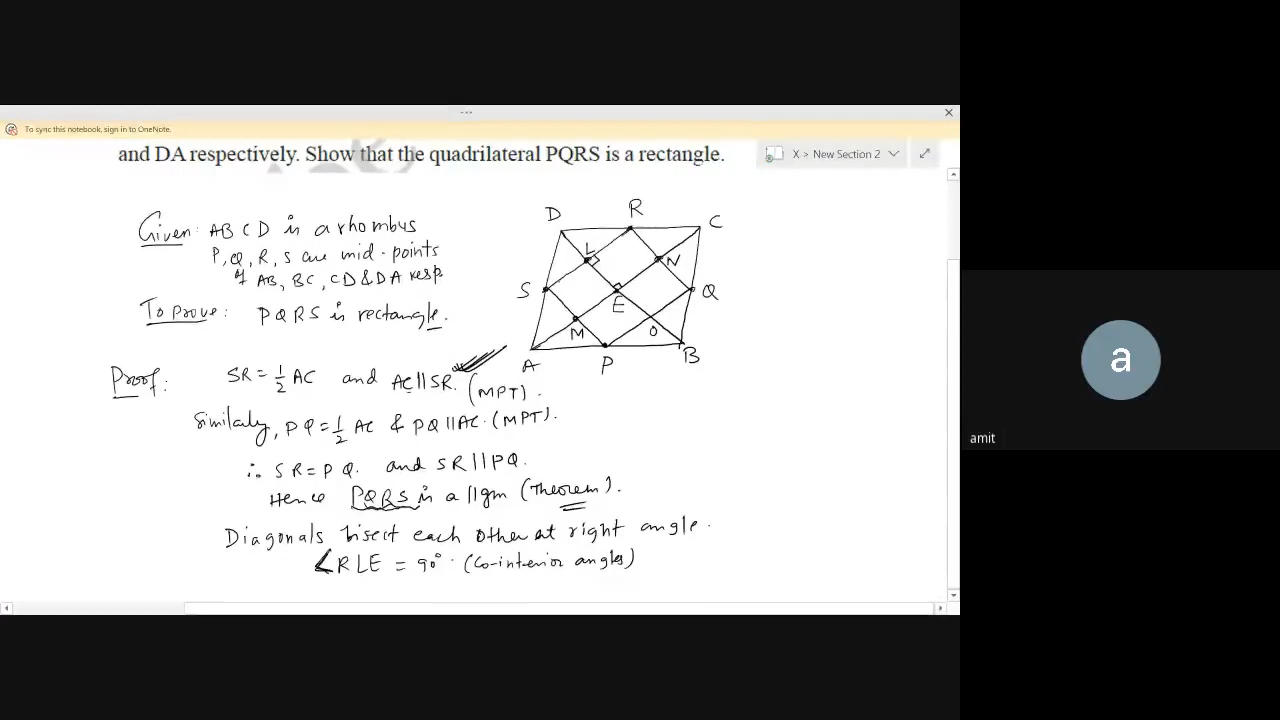 To sync this notebook, sign in to OneNote.
and DA respectively. Show that the quadrilateral PQRS is a rectangle.
X > New Section 2
Given: ABCD is a rhombus
P, Q, R, S are mid-points
of AB, BC, CD & DA resp
To prove: PQRS is rectangle.
D R C
L N
S E Q
M O
A P B
Proof: SR = 1/2 AC and AC || SR. (MPT).
Similarly, PQ = 1/2 AC & PQ || AC. (MPT).
∴ SR = PQ. and SR || PQ.
Hence PQRS is a ||gm (Theorem).
Diagonals bisect each other at right angle.
∠RLE = 90°. (Co-interior angles)
a
amit